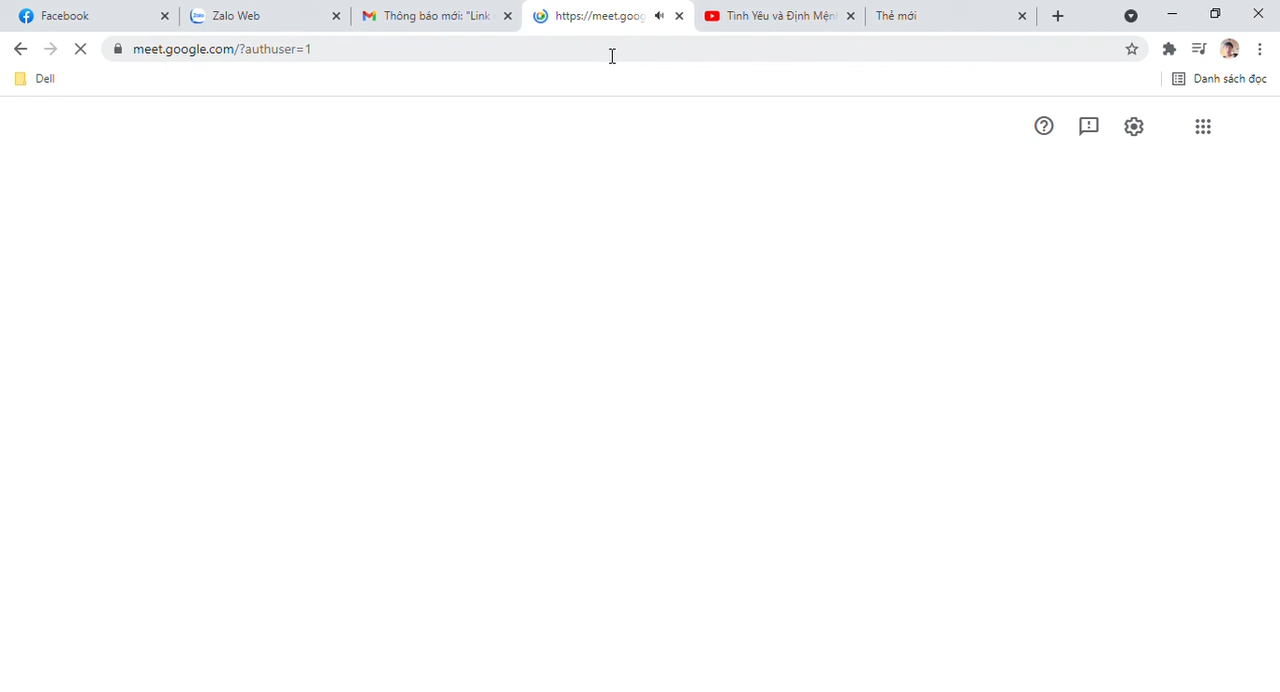 Facebook
Zalo Web
Thông báo mới: "Link
https://meet.goog
Tình Yêu và Định Mện
Thẻ mới
meet.google.com/?authuser=1
Dell
Danh sách đọc